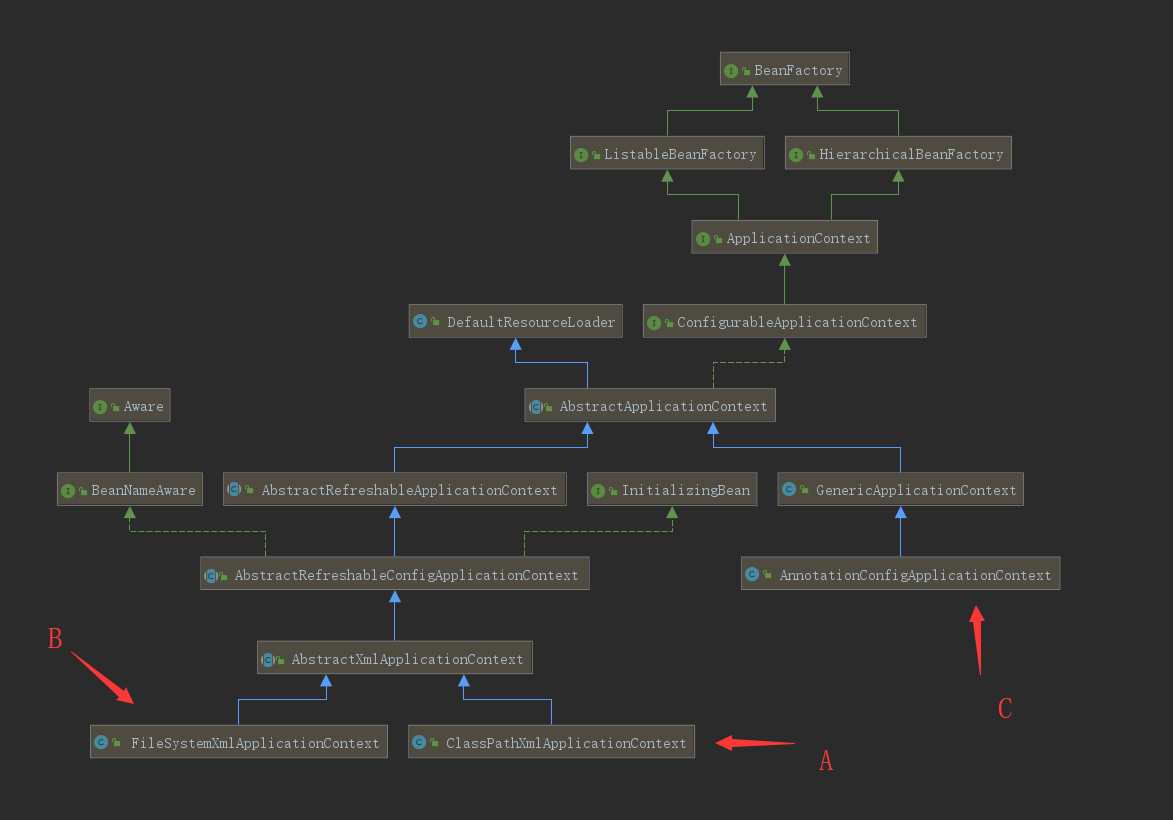 BeanFactory
ListableBeanFactory
HierarchicalBeanFactory
ApplicationContext
DefaultResourceLoader
ConfigurableApplicationContext
Aware
AbstractApplicationContext
BeanNameAware
AbstractRefreshableApplicationContext
InitializingBean
GenericApplicationContext
AbstractRefreshableConfigApplicationContext
AnnotationConfigApplicationContext
B
AbstractXmlApplicationContext
C
FileSystemXmlApplicationContext
ClassPathXmlApplicationContext
A